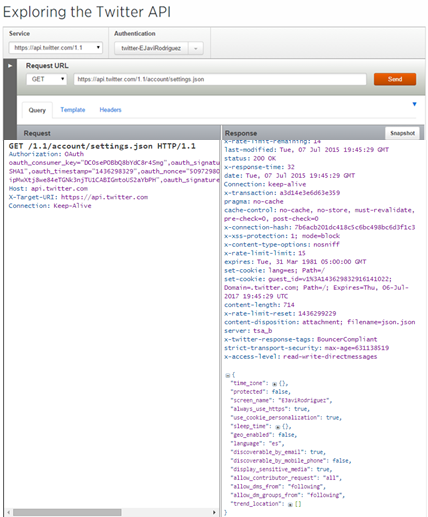 Exploring the Twitter API
Service
Authentication
https://api.twitter.com/1.1
twitter-EJaviRodriguez
Request URL
GET
https://api.twitter.com/1.1/account/settings.json
Send
Query
Template
Headers
Request
GET /1.1/account/settings.json HTTP/1.1
Authorization: OAuth
Host: api.twitter.com
X-Target-URI: https://api.twitter.com
Connection: Keep-Alive
Response
Snapshot
x-rate-limit-remaining: 14
last-modified: Tue, 07 Jul 2015 19:45:29 GMT
status: 200 OK
x-response-time: 32
date: Tue, 07 Jul 2015 19:45:29 GMT
Connection: keep-alive
x-transaction: a3d14e3e6d63e359
pragma: no-cache
cache-control: no-cache, no-store, must-revalidate,
pre-check=0, post-check=0
x-connection-hash: 7b6acb201dc418c5c6bc498bc6d3f1c3
x-xss-protection: 1; mode=block
x-content-type-options: nosniff
x-rate-limit-limit: 15
expires: Tue, 31 Mar 1981 05:00:00 GMT
set-cookie: lang=es; Path=/
set-cookie: guest_id=v1%3A143629832916141022;
Domain=.twitter.com; Path=/; Expires=Thu, 06-Jul-
2017 19:45:29 UTC
content-length: 714
x-rate-limit-reset: 1436299229
content-disposition: attachment; filename=json.json
server: tsa_b
x-twitter-response-tags: BouncerCompliant
strict-transport-security: max-age=631138519
x-access-level: read-write-directmessages
{
"time_zone": {},
"protected": false,
"screen_name": "EJaviRodriguez",
"always_use_https": true,
"use_cookie_personalization": true,
"sleep_time": {},
"geo_enabled": false,
"language": "es",
"discoverable_by_email": true,
"discoverable_by_mobile_phone": false,
"display_sensitive_media": true,
"allow_contributor_request": "all",
"allow_dms_from": "following",
"allow_dm_groups_from": "following",
"trend_location": []
}